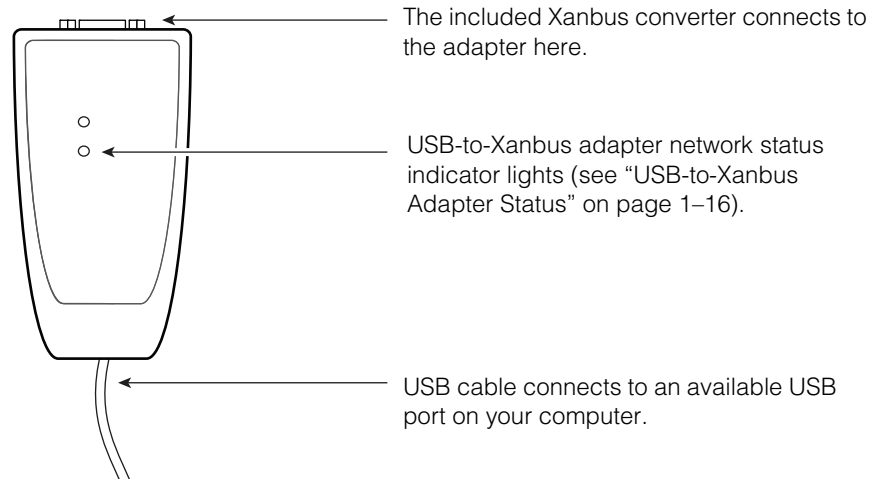 The included Xanbus converter connects to
the adapter here.
USB-to-Xanbus adapter network status
indicator lights (see “USB-to-Xanbus
Adapter Status” on page 1–16).
USB cable connects to an available USB
port on your computer.